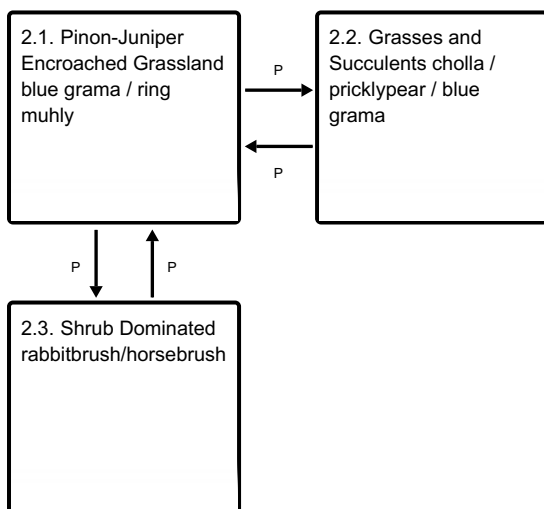 2.1. Pinon-Juniper
Encroached Grassland
blue grama / ring
muhly
P
2.2. Grasses and
Succulents cholla /
pricklypear / blue
grama
P
P
P
2.3. Shrub Dominated
rabbitbrush/horsebrush